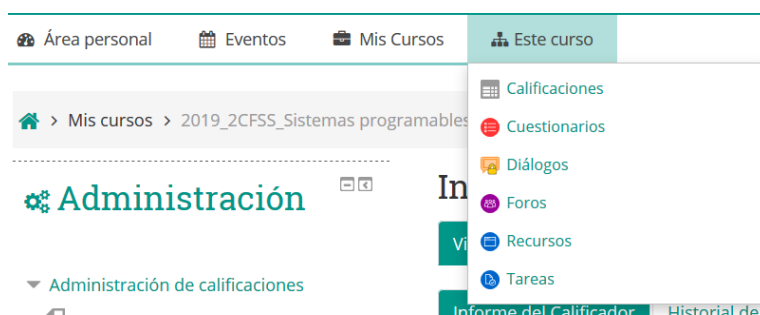 Área personal Eventos Mis Cursos Este curso
Calificaciones
Mis cursos > 2019_2CFSS_Sistemas programables
Cuestionarios
Diálogos
Administración
In
Foros
Vi
Recursos
Administración de calificaciones
Tareas
Informe del Calificador Historial de